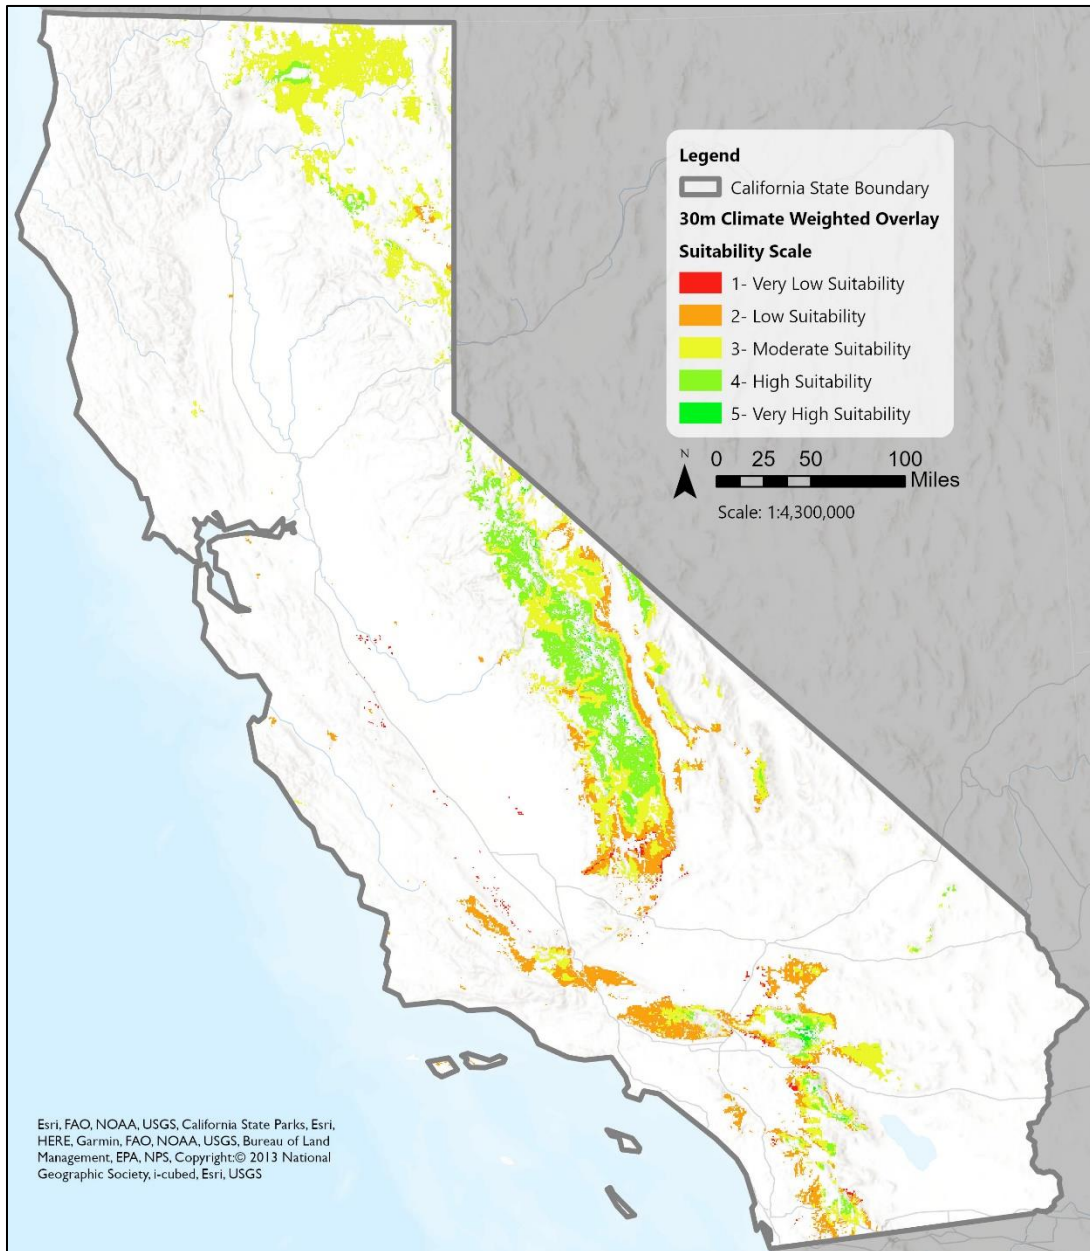 Legend
California State Boundary
30m Climate Weighted Overlay
Suitability Scale
1- Very Low Suitability
2- Low Suitability
3- Moderate Suitability
4- High Suitability
5- Very High Suitability
N
0 25 50 100
Miles
Scale: 1:4,300,000
Esri, FAO, NOAA, USGS, California State Parks, Esri,
HERE, Garmin, FAO, NOAA, USGS, Bureau of Land
Management, EPA, NPS, Copyright:© 2013 National
Geographic Society, i-cubed, Esri, USGS